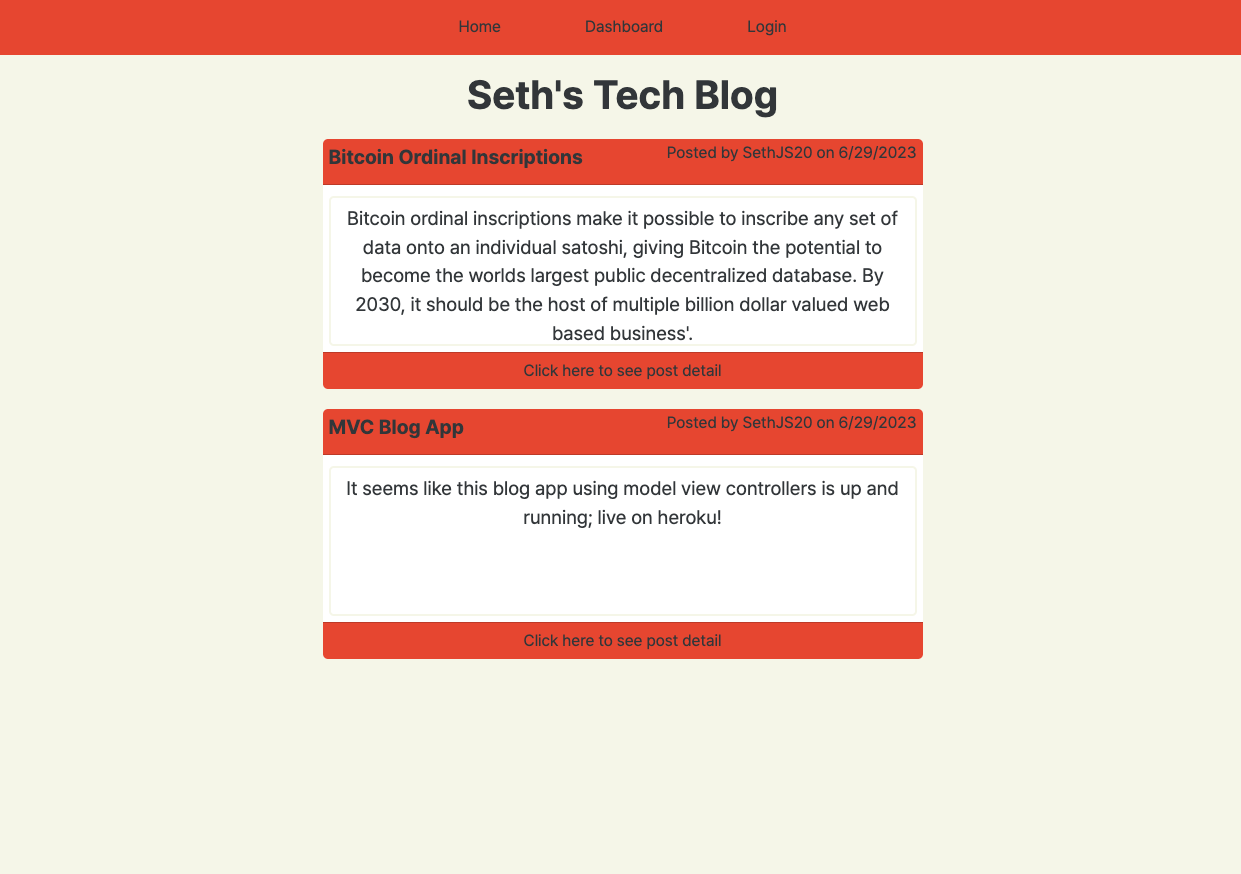 Home Dashboard Login
Seth's Tech Blog
Bitcoin Ordinal Inscriptions Posted by SethJS20 on 6/29/2023
Bitcoin ordinal inscriptions make it possible to inscribe any set of
data onto an individual satoshi, giving Bitcoin the potential to
become the worlds largest public decentralized database. By
2030, it should be the host of multiple billion dollar valued web
based business'.
Click here to see post detail
MVC Blog App Posted by SethJS20 on 6/29/2023
It seems like this blog app using model view controllers is up and
running; live on heroku!
Click here to see post detail